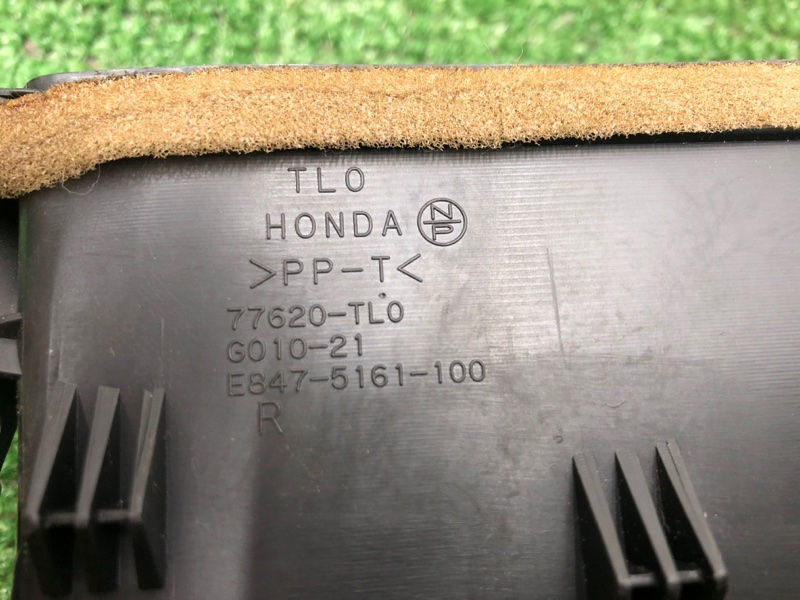 TL0
HONDA NP
>PP-T<
77620-TL0
G010-21
E847-5161-100
R